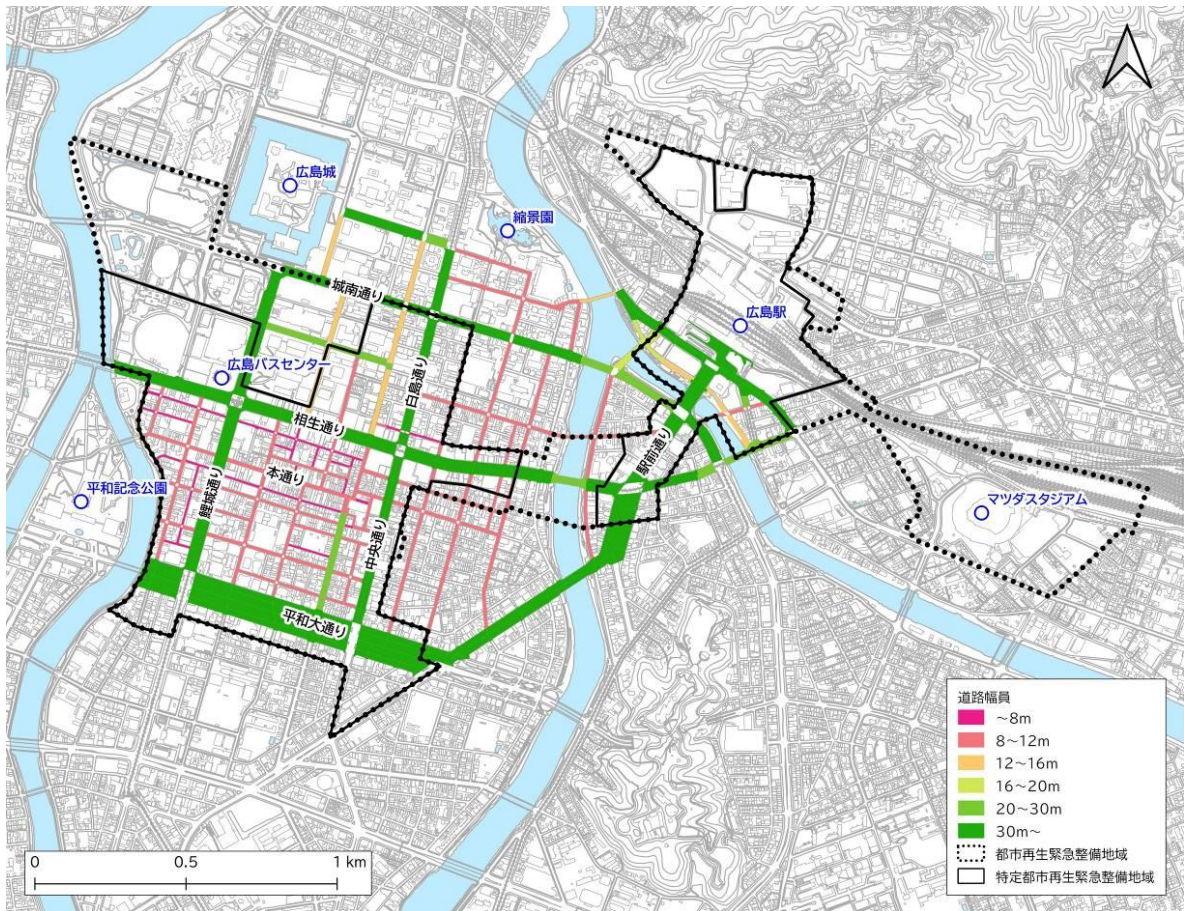 広島城
縮景園
城南通り
広島駅
白島通り
広島バスセンター
相生通り
駅前通り
本通り
鯉城通り
平和記念公園
マツダスタジアム
中央通り
平和大通り
道路幅員
~8m
8~12m
12~16m
16~20m
20~30m
30m~
都市再生緊急整備地域
特定都市再生緊急整備地域
0 0.5 1 km